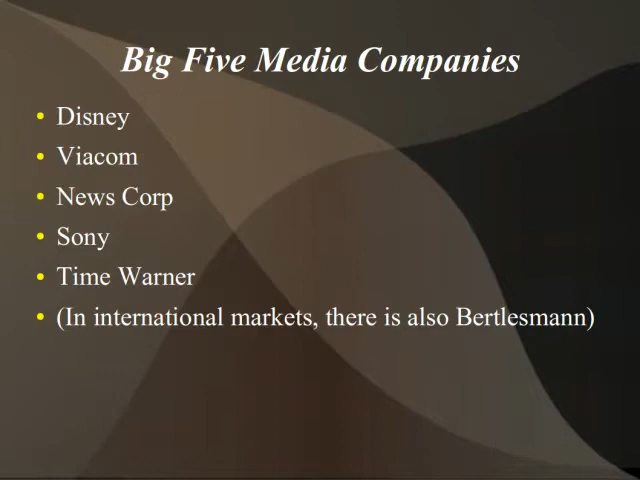 Big Five Media Companies
• Disney
• Viacom
• News Corp
• Sony
• Time Warner
• (In international markets, there is also Bertlesmann)